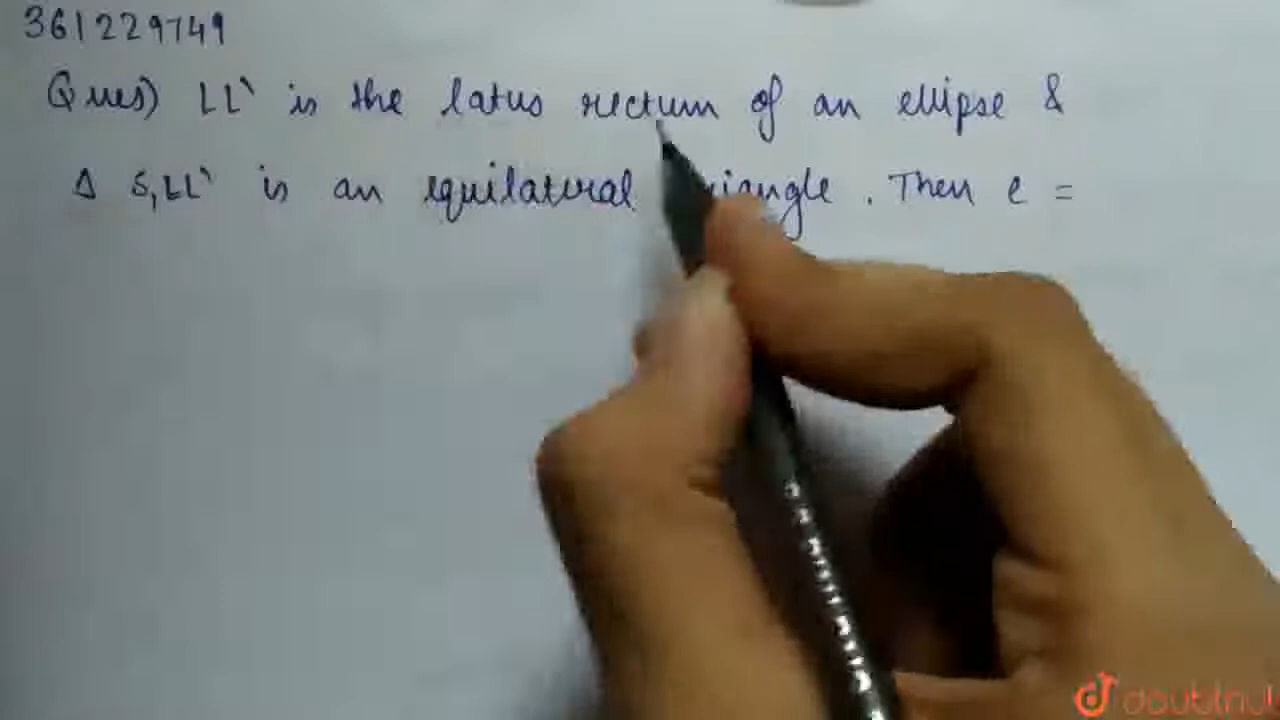 361229749
Ques) LL' is the latus rectum of an ellipse &
Δ S,LL' is an equilateral triangle. Then e =
doubtnut